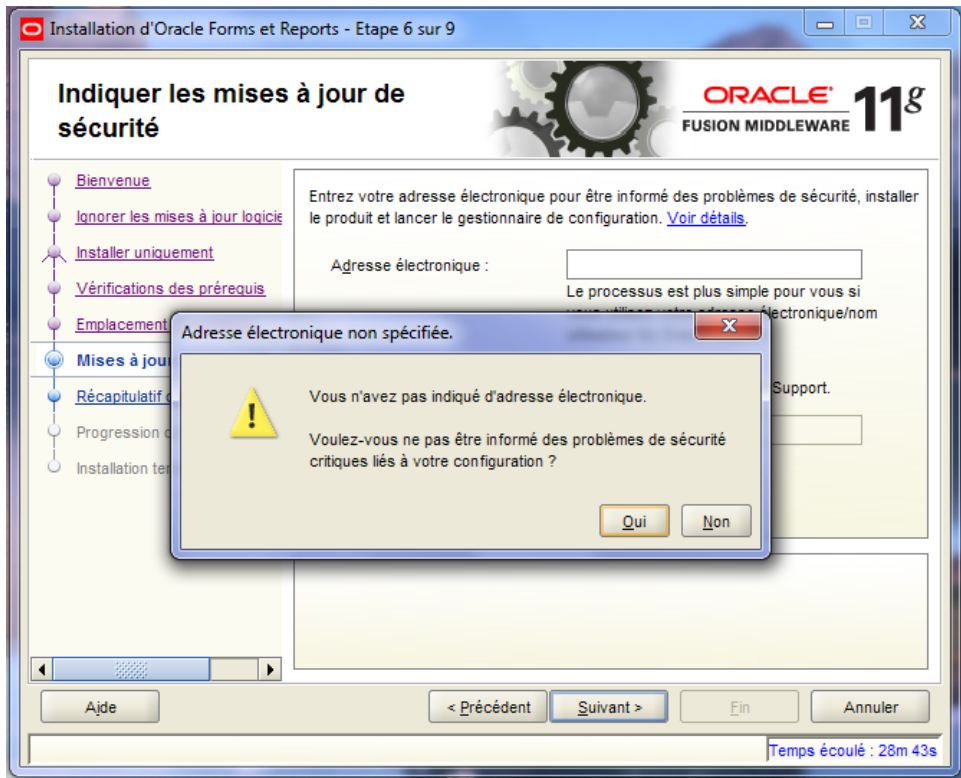 Installation d'Oracle Forms et Reports - Etape 6 sur 9
Indiquer les mises à jour de
sécurité
ORACLE
FUSION MIDDLEWARE 11g
Bienvenue
Ignorer les mises à jour logicie
Installer uniquement
Vérifications des prérequis
Emplacement
Mises à jou
Récapitulatif
Progression
Installation ter
Entrez votre adresse électronique pour être informé des problèmes de sécurité, installer
le produit et lancer le gestionnaire de configuration. Voir détails.
Adresse électronique :
Le processus est plus simple pour vous si
électronique/nom
Support.
Adresse électronique non spécifiée.
Vous n'avez pas indiqué d'adresse électronique.
Voulez-vous ne pas être informé des problèmes de sécurité
critiques liés à votre configuration ?
Oui
Non
Aide
< Précédent
Suivant >
Fin
Annuler
Temps écoulé : 28m 43s